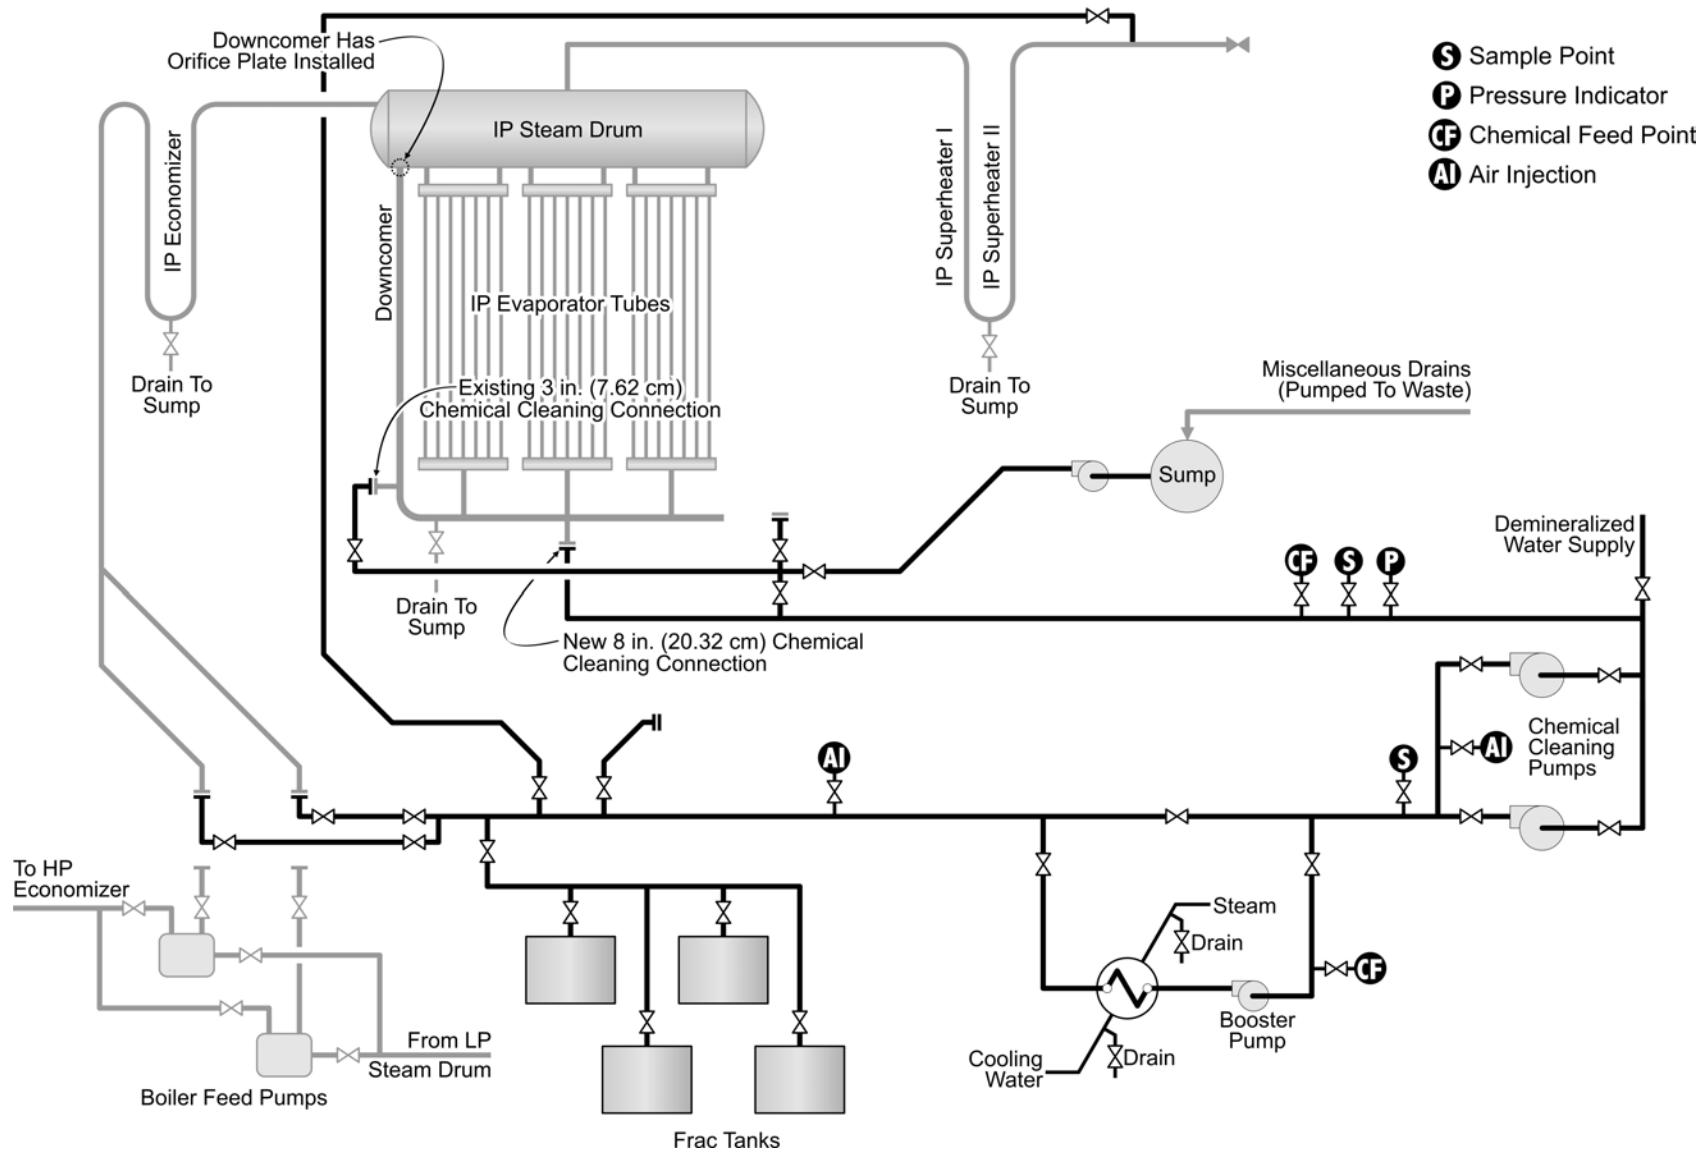 Downcomer Has
Orifice Plate Installed
S Sample Point
P Pressure Indicator
CF Chemical Feed Point
AI Air Injection
IP Steam Drum
IP Economizer
Downcomer
IP Superheater I
IP Superheater II
IP Evaporator Tubes
Drain To
Sump
Existing 3 in. (7.62 cm)
Chemical Cleaning Connection
Drain To
Sump
Miscellaneous Drains
(Pumped To Waste)
Sump
Demineralized
Water Supply
CF
S
P
Drain To
Sump
New 8 in. (20.32 cm) Chemical
Cleaning Connection
Chemical
Cleaning
Pumps
AI
AI
S
To HP
Economizer
Steam
Drain
CF
Booster
Pump
From LP
Steam Drum
Cooling
Water
Drain
Boiler Feed Pumps
Frac Tanks